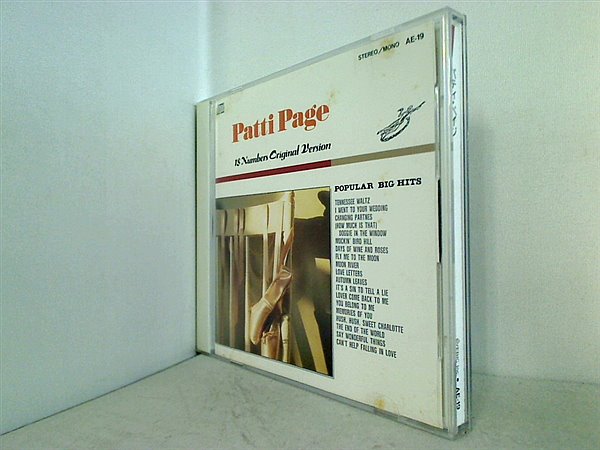 STEREO/MONO AE-19
Patti Page
18 Numbers Original Version
POPULAR BIG HITS
TENNESSEE WALTZ
I WENT TO YOUR WEDDING
CHANGING PARTNES
(HOW MUCH IS THAT)
DOGGIE IN THE WINDOW
MOCKIN' BIRD HILL
DAYS OF WINE AND ROSES
FLY ME TO THE MOON
MOON RIVER
LOVE LETTERS
AUTUMN LEAVES
IT'S A SIN TO TELL A LIE
LOVER COME BACK TO ME
YOU BELONG TO ME
MEMORIES OF YOU
HUSH, HUSH, SWEET CHARLOTTE
THE END OF THE WORLD
SAY WONDERFUL THINGS
CAN'T HELP FALLING IN LOVE
AE-19